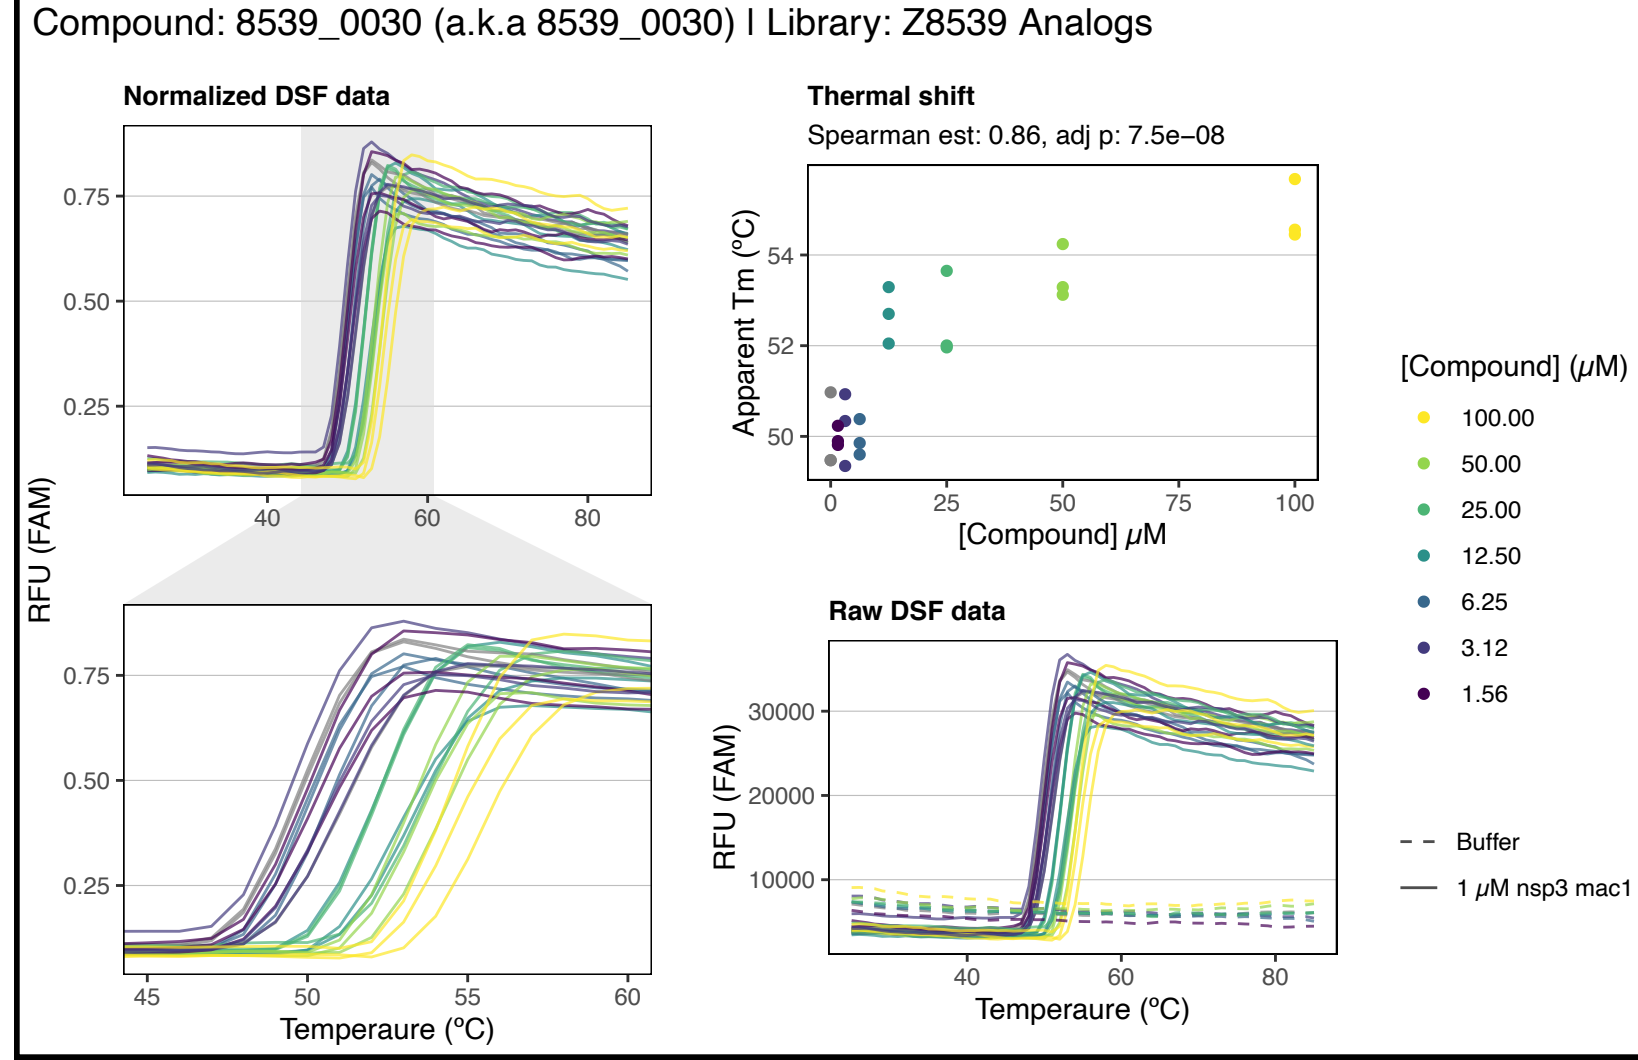 Compound: 8539_0030 (a.k.a 8539_0030) | Library: Z8539 Analogs
Normalized DSF data
0.75
0.50
0.25
40
60
80
RFU (FAM)
0.75
0.50
0.25
45
50
55
60
Temperaure (ºC)
Thermal shift
Spearman est: 0.86, adj p: 7.5e−08
Apparent Tm (ºC)
54
52
50
0
25
50
75
100
[Compound] µM
Raw DSF data
RFU (FAM)
30000
20000
10000
40
60
80
Temperaure (ºC)
[Compound] (µM)
100.00
50.00
25.00
12.50
6.25
3.12
1.56
Buffer
1 µM nsp3 mac1